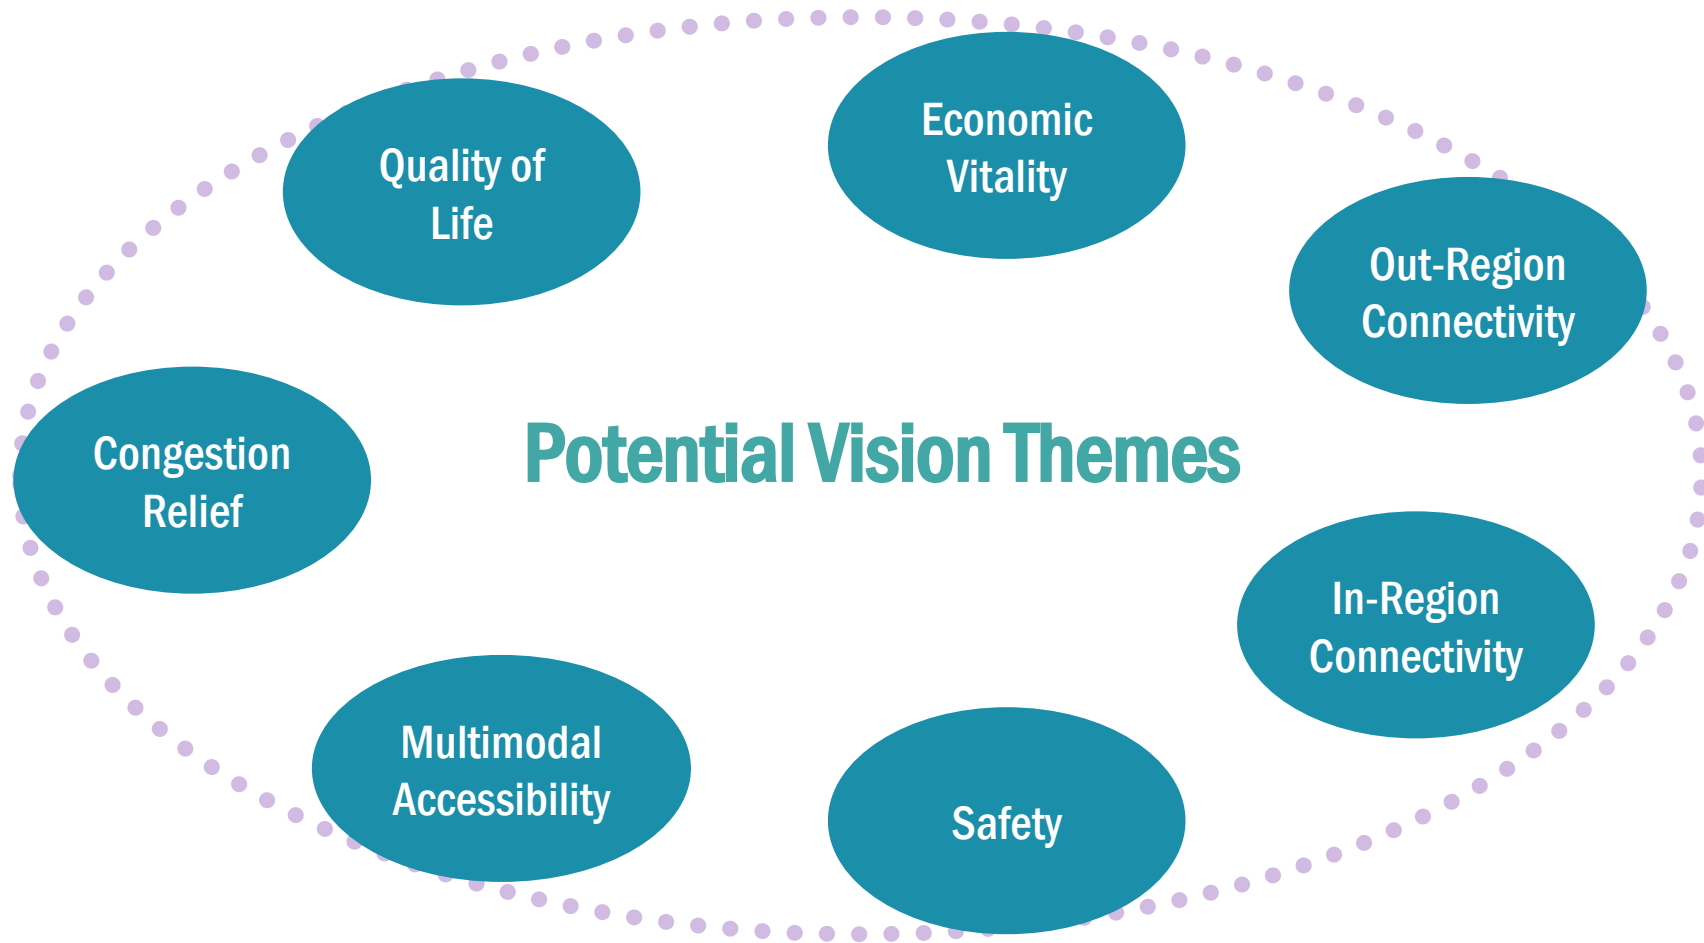 Economic
Vitality
Quality of
Life
Out-Region
Connectivity
Potential Vision Themes
Congestion
Relief
In-Region
Connectivity
Multimodal
Accessibility
Safety